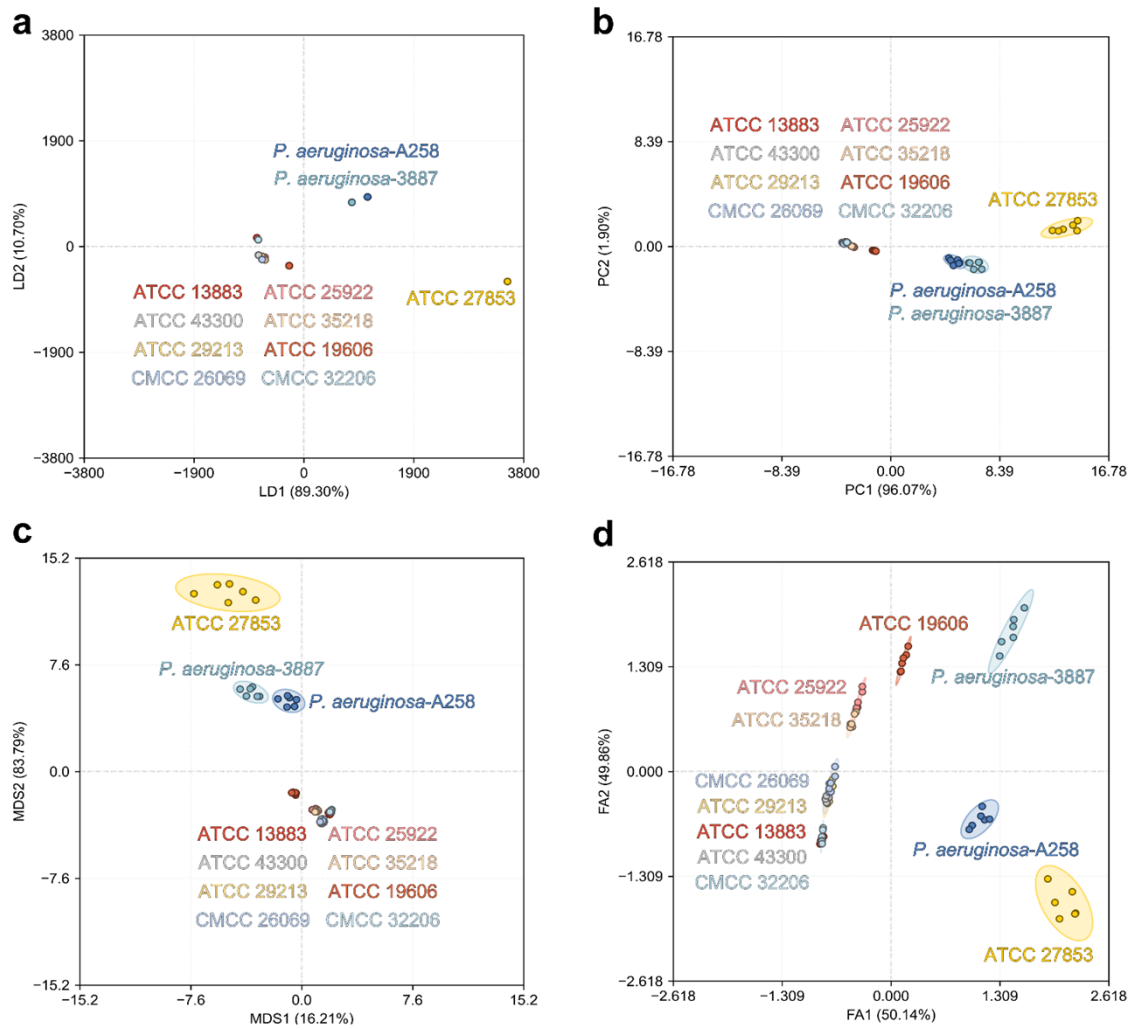 a
3800
1900
0
−1900
−3800
−3800
−1900
0
1900
3800
LD2 (10.70%)
LD1 (89.30%)
P. aeruginosa-A258
P. aeruginosa-3887
ATCC 13883 ATCC 25922
ATCC 43300 ATCC 35218
ATCC 29213 ATCC 19606
CMCC 26069 CMCC 32206
ATCC 27853
b
16.78
8.39
0.00
−8.39
−16.78
−16.78
−8.39
0.00
8.39
16.78
PC2 (1.90%)
PC1 (96.07%)
ATCC 13883 ATCC 25922
ATCC 43300 ATCC 35218
ATCC 29213 ATCC 19606
CMCC 26069 CMCC 32206
ATCC 27853
P. aeruginosa-A258
P. aeruginosa-3887
c
15.2
7.6
0.0
−7.6
−15.2
−15.2
−7.6
0.0
7.6
15.2
MDS2 (83.79%)
MDS1 (16.21%)
ATCC 27853
P. aeruginosa-3887
P. aeruginosa-A258
ATCC 13883 ATCC 25922
ATCC 43300 ATCC 35218
ATCC 29213 ATCC 19606
CMCC 26069 CMCC 32206
d
2.618
1.309
0.000
−1.309
−2.618
−2.618
−1.309
0.000
1.309
2.618
FA2 (49.86%)
FA1 (50.14%)
ATCC 19606
P. aeruginosa-3887
ATCC 25922
ATCC 35218
CMCC 26069
ATCC 29213
ATCC 13883
ATCC 43300
CMCC 32206
P. aeruginosa-A258
ATCC 27853